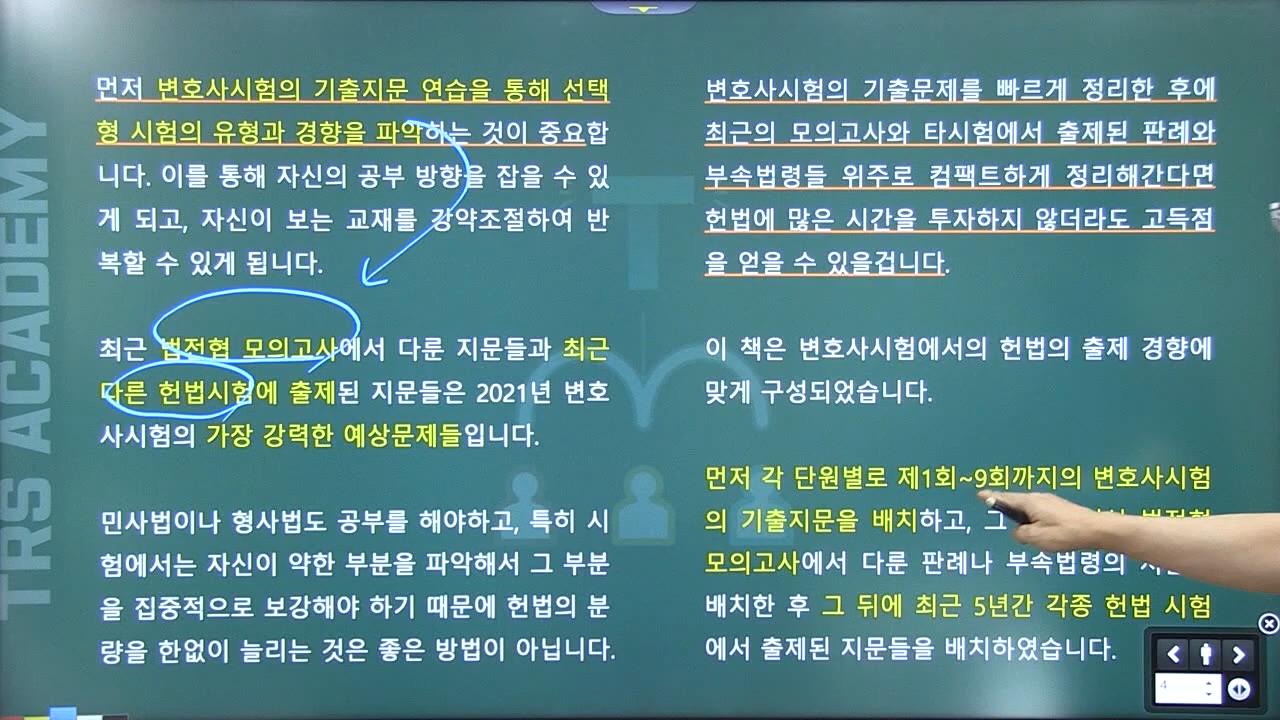 먼저 변호사시험의 기출지문 연습을 통해 선택
형 시험의 유형과 경향을 파악하는 것이 중요합
니다. 이를 통해 자신의 공부 방향을 잡을 수 있
게 되고, 자신이 보는 교재를 강약조절하여 반
복할 수 있게 됩니다.
최근 법전협 모의고사에서 다룬 지문들과 최근
다른 헌법시험에 출제된 지문들은 2021년 변호
사시험의 가장 강력한 예상문제들입니다.
민사법이나 형사법도 공부를 해야하고, 특히 시
험에서는 자신이 약한 부분을 파악해서 그 부분
을 집중적으로 보강해야 하기 때문에 헌법의 분
량을 한없이 늘리는 것은 좋은 방법이 아닙니다.
변호사시험의 기출문제를 빠르게 정리한 후에
최근의 모의고사와 타시험에서 출제된 판례와
부속법령들 위주로 컴팩트하게 정리해간다면
헌법에 많은 시간을 투자하지 않더라도 고득점
을 얻을 수 있을겁니다.
이 책은 변호사시험에서의 헌법의 출제 경향에
맞게 구성되었습니다.
먼저 각 단원별로 제1회~9회까지의 변호사시험
의 기출지문을 배치하고, 그
모의고사에서 다룬 판례나 부속법령의
배치한 후 그 뒤에 최근 5년간 각종 헌법 시험
에서 출제된 지문들을 배치하였습니다.
TRS ACADEMY
4